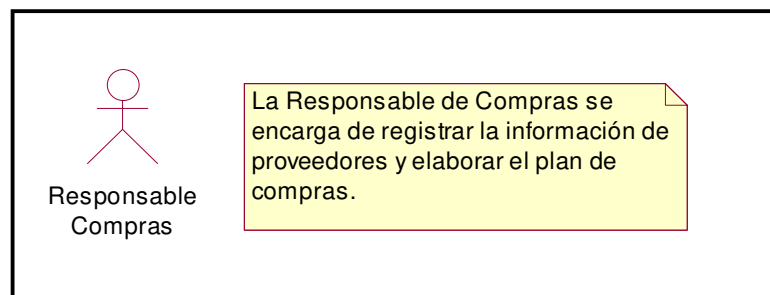 La Responsable de Compras se
encarga de registrar la información de
proveedores y elaborar el plan de
compras.
Responsable
Compras